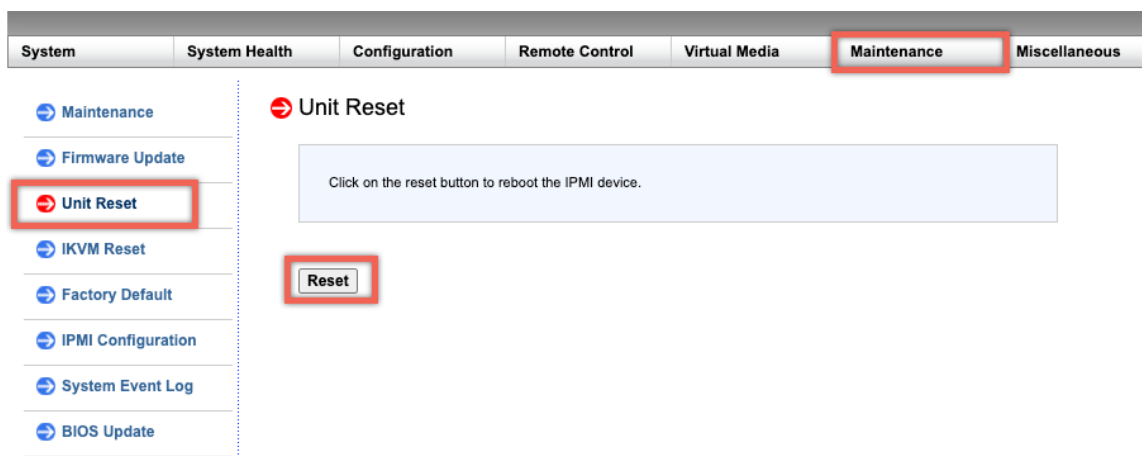 System System Health Configuration Remote Control Virtual Media Maintenance Miscellaneous
Maintenance
Firmware Update
Unit Reset
IKVM Reset
Factory Default
IPMI Configuration
System Event Log
BIOS Update
Unit Reset
Click on the reset button to reboot the IPMI device.
Reset